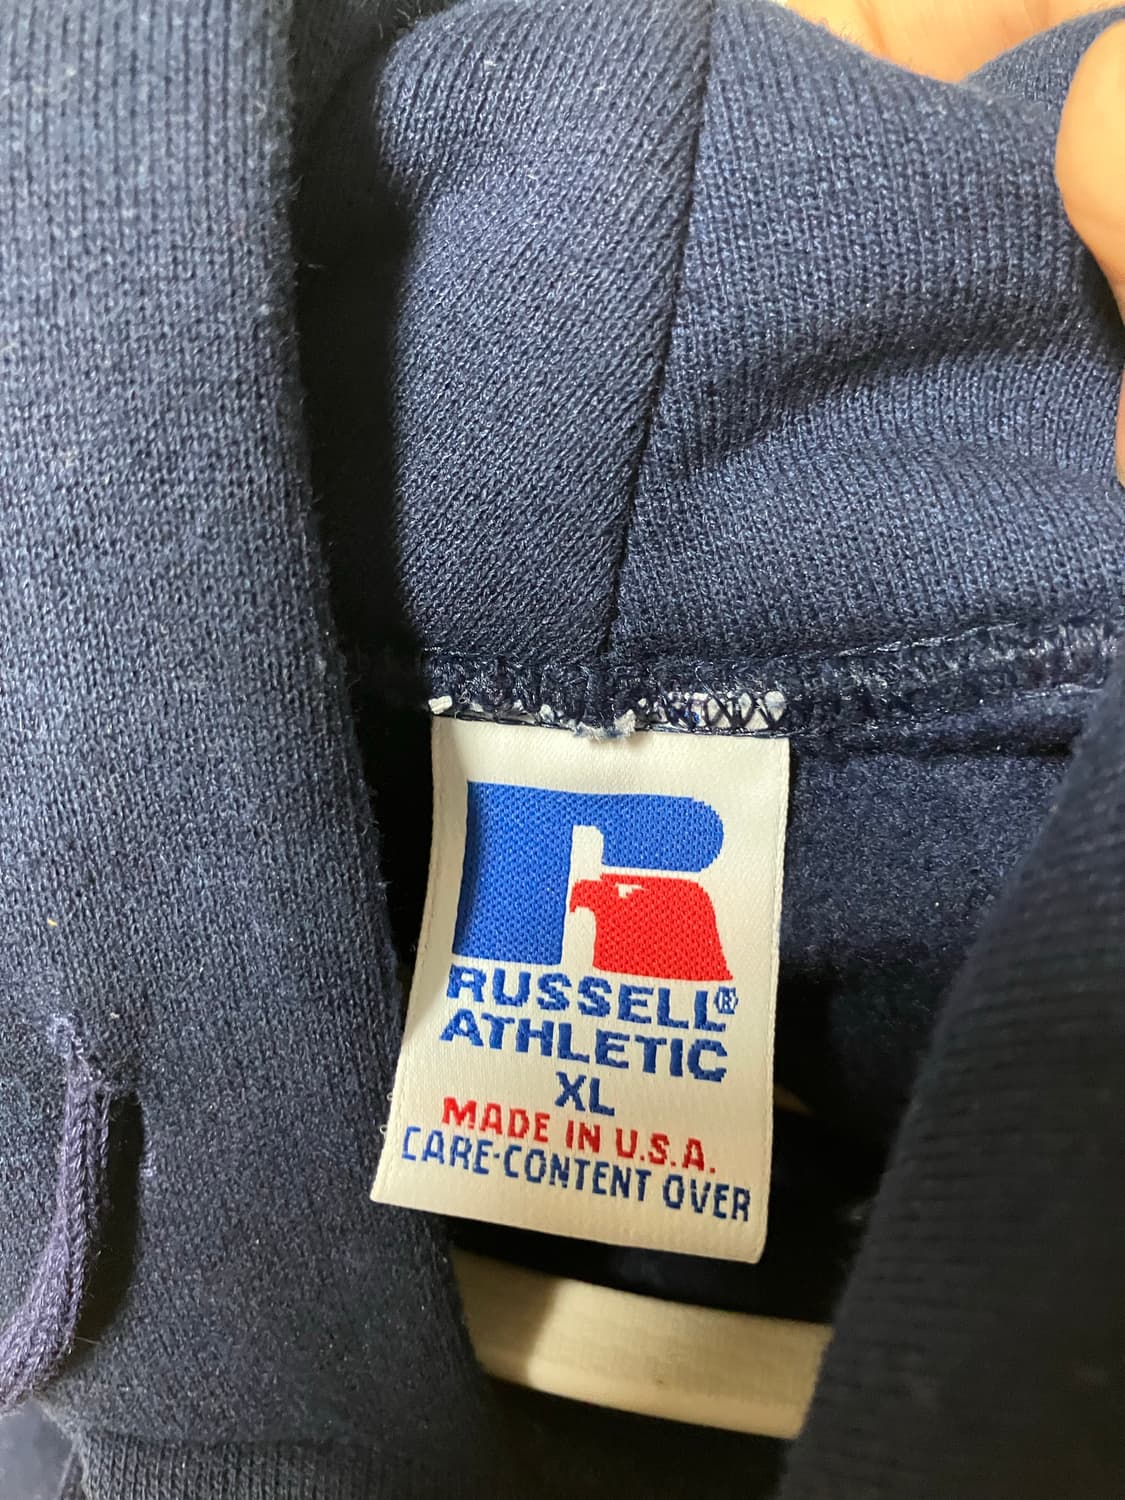 RUSSELL®
ATHLETIC
XL
MADE IN U.S.A.
CARE-CONTENT OVER